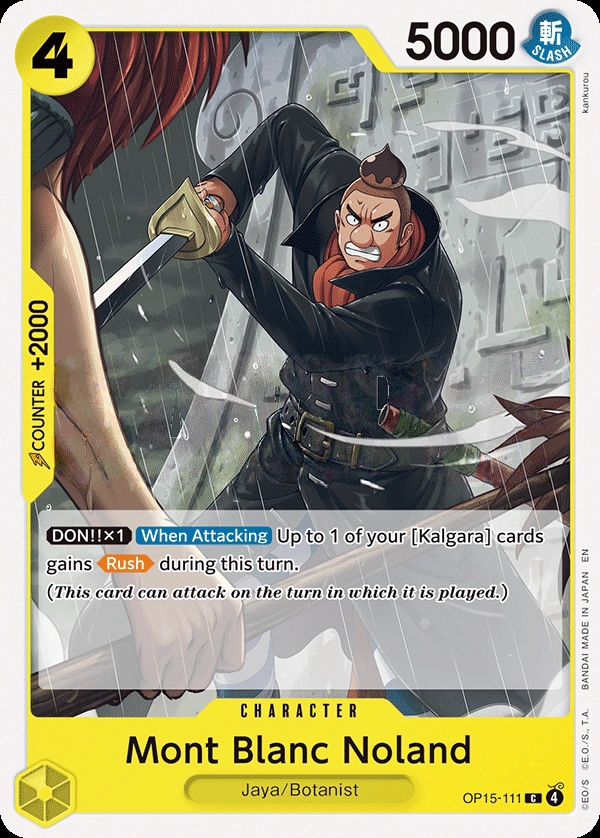 4
5000
斬
SLASH
kankurou
COUNTER +2000
DON!!×1 When Attacking Up to 1 of your [Kalgara] cards
gains Rush during this turn.
(This card can attack on the turn in which it is played.)
CHARACTER
Mont Blanc Noland
Jaya/Botanist
OP15-111 C 4
©EO/S ©E.O./S., T.A. BANDAI MADE IN JAPAN EN